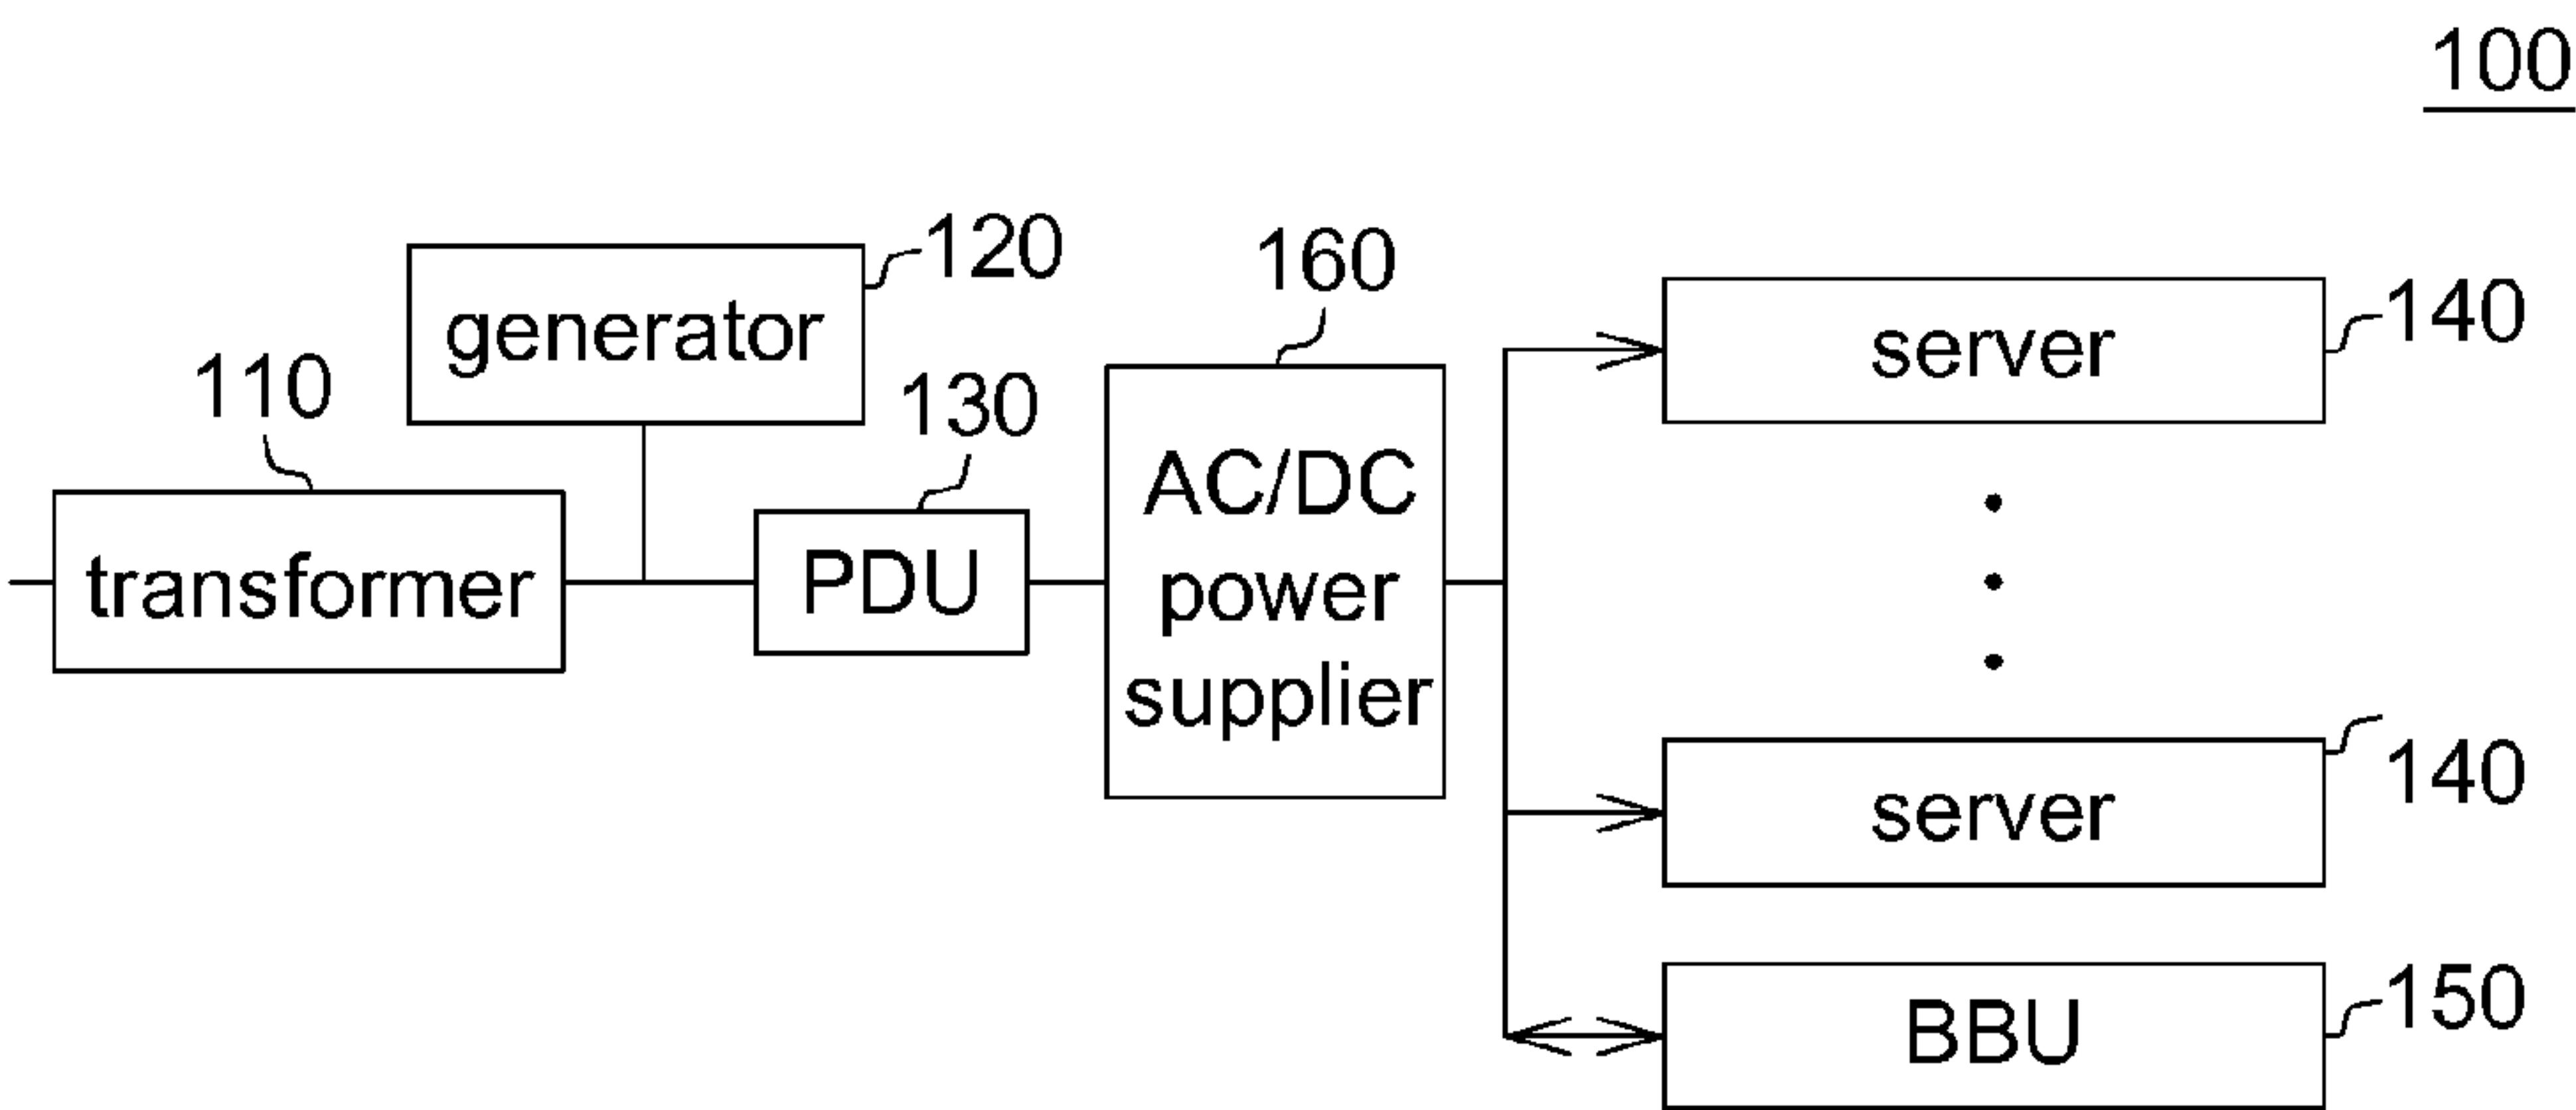 100
120
generator
110
transformer
130
PDU
160
AC/DC
power
supplier
server
140
server
140
BBU
150